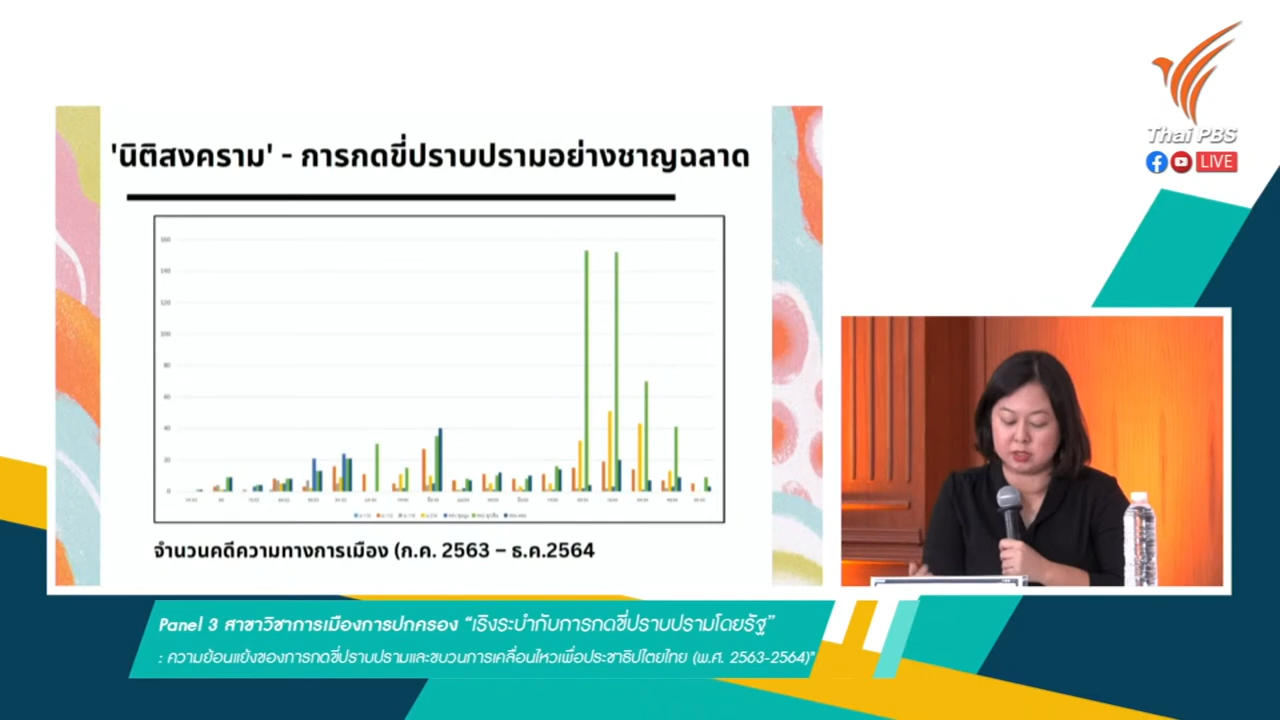 Thai PBS
LIVE
'นิติสงคราม' - การกดขี่ปราบปรามอย่างชาญฉลาด
160
140
120
100
80
60
40
20
0
จำนวนคดีความทางการเมือง (ก.ค. 2563 – ธ.ค.2564
Panel 3 สาขาวิชาการเมืองการปกครอง “เริงระบำกับการกดขี่ปราบปรามโดยรัฐ”
: ความย้อนแย้งของการกดขี่ปราบปรามและขบวนการเคลื่อนไหวเพื่อประชาธิปไตยไทย (พ.ศ. 2563-2564)"